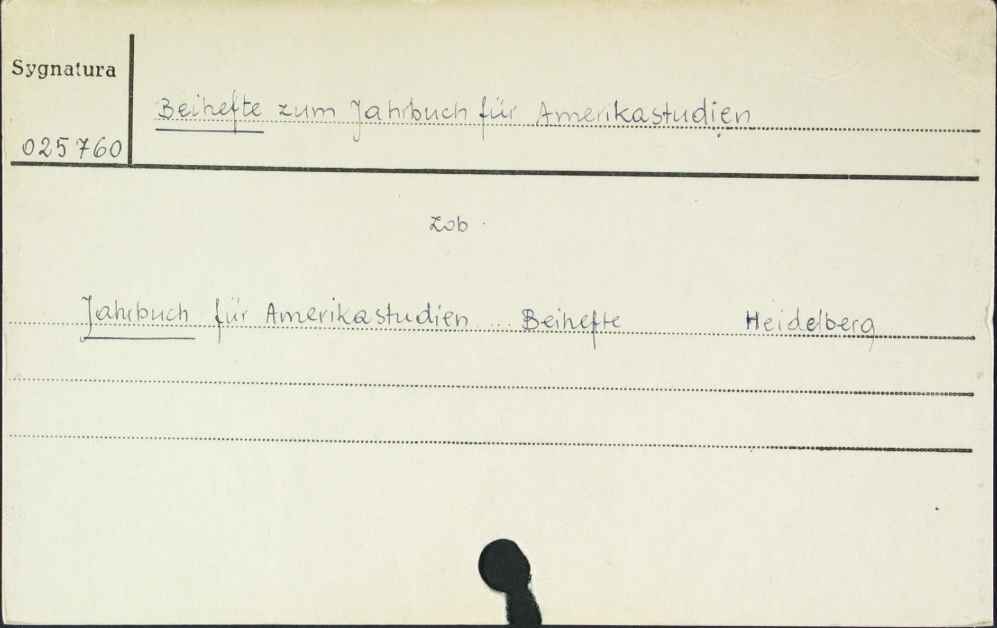 Sygnatura
Beihefte zum Jahrbuch für Amerikastudien
025760
Zob.
Jahrbuch für Amerikastudien Beihefte Heidelberg